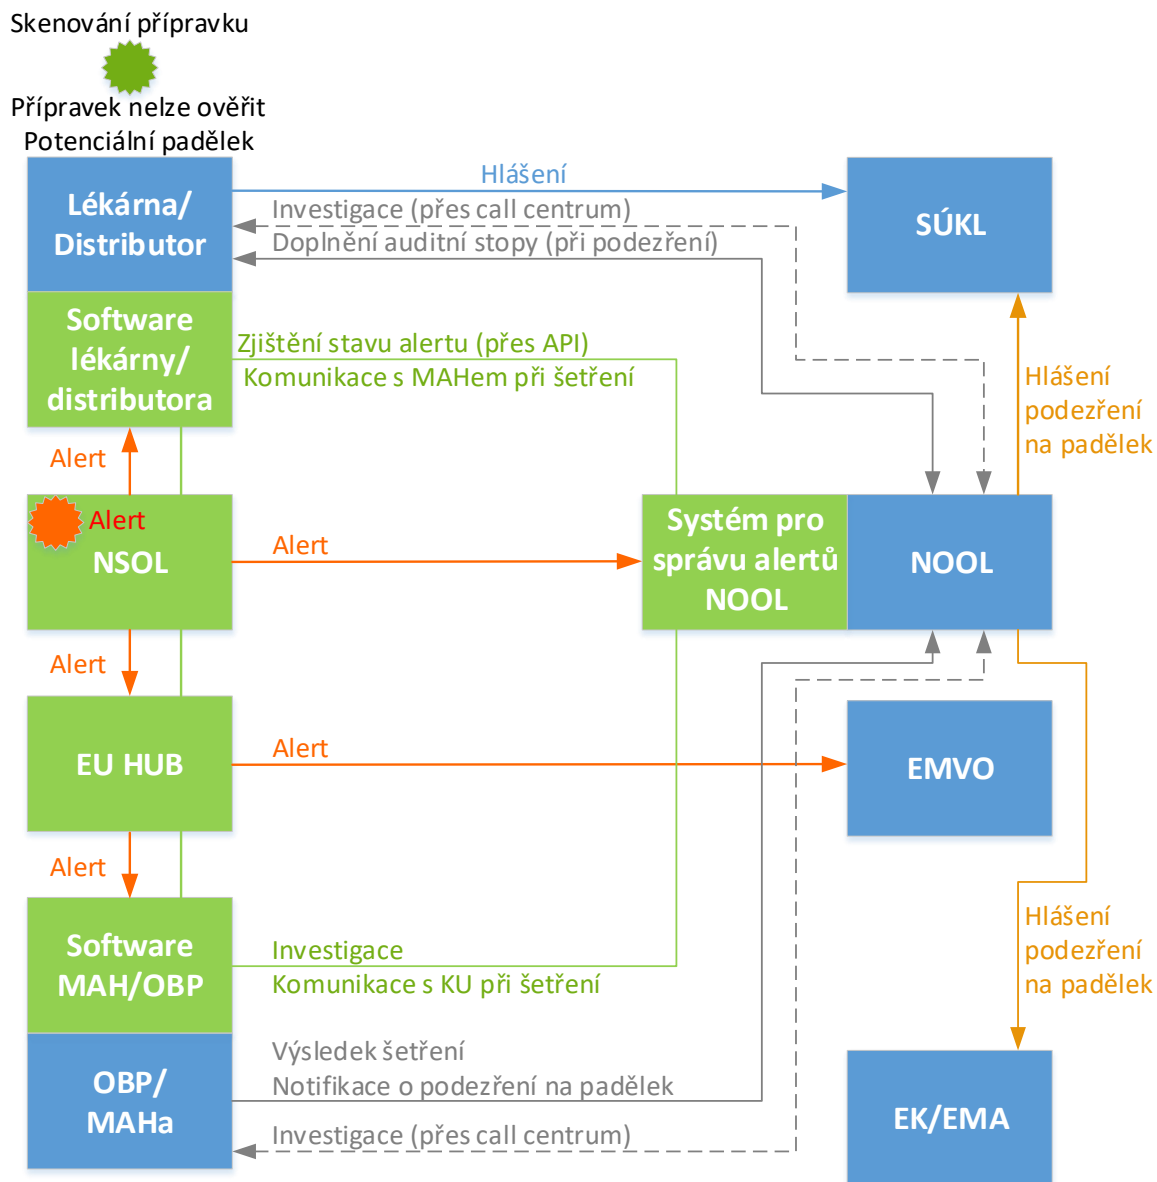 Skenování přípravku
Přípravek nelze ověřit
Potenciální padělek
Lékárna/
Distributor
Hlášení
SÚKL
Investigace (přes call centrum)
Doplnění auditní stopy (při podezření)
Software
lékárny/
distributora
Zjištění stavu alertu (přes API)
Komunikace s MAHem při šetření
Hlášení
podezření
na padělek
Alert
Alert
NSOL
Alert
Systém pro
správu alertů
NOOL
NOOL
Alert
EU HUB
Alert
EMVO
Alert
Software
MAH/OBP
Investigace
Komunikace s KU při šetření
Hlášení
podezření
na padělek
OBP/
MAHa
Výsledek šetření
Notifikace o podezření na padělek
Investigace (přes call centrum)
EK/EMA